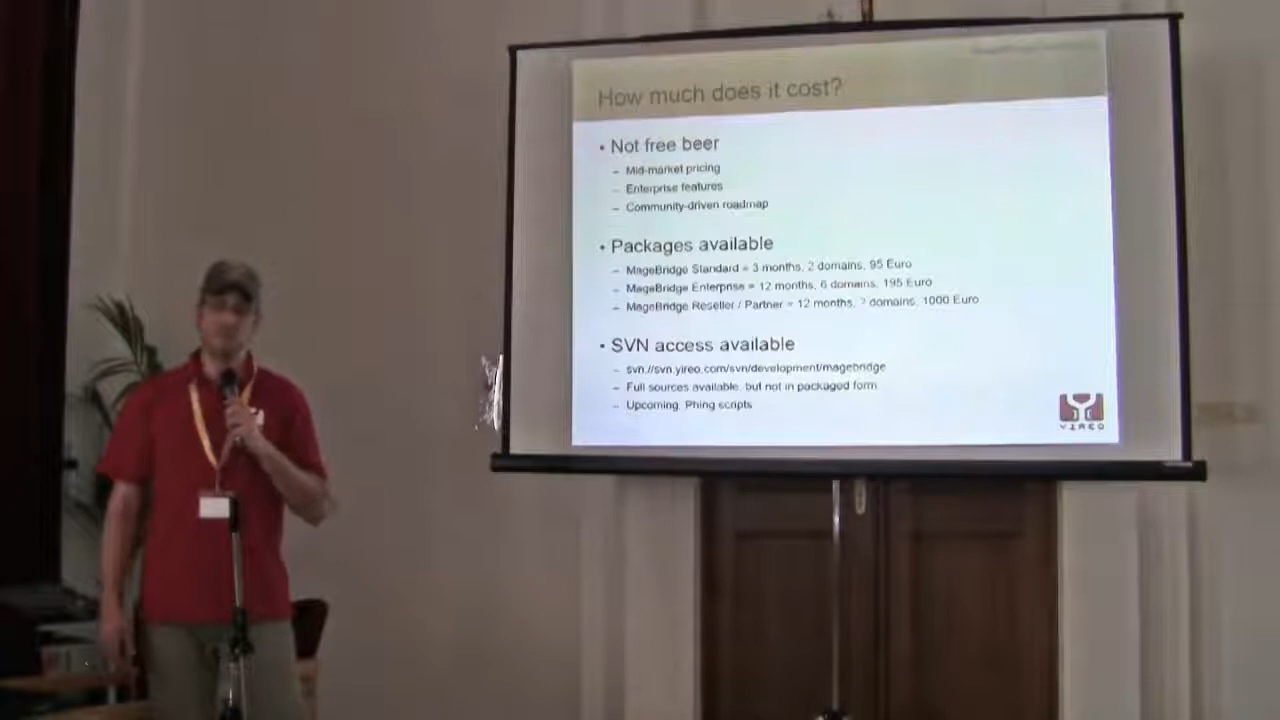 How much does it cost?
• Not free beer
– Mid-market pricing
– Enterprise features
– Community-driven roadmap
• Packages available
– MageBridge Standard = 3 months, 2 domains, 95 Euro
– MageBridge Enterprise = 12 months, 6 domains, 195 Euro
– MageBridge Reseller / Partner = 12 months, ? domains, 1000 Euro
• SVN access available
– svn://svn.yireo.com/svn/development/magebridge
– Full sources available, but not in packaged form
– Upcoming: Phing scripts
YIREO